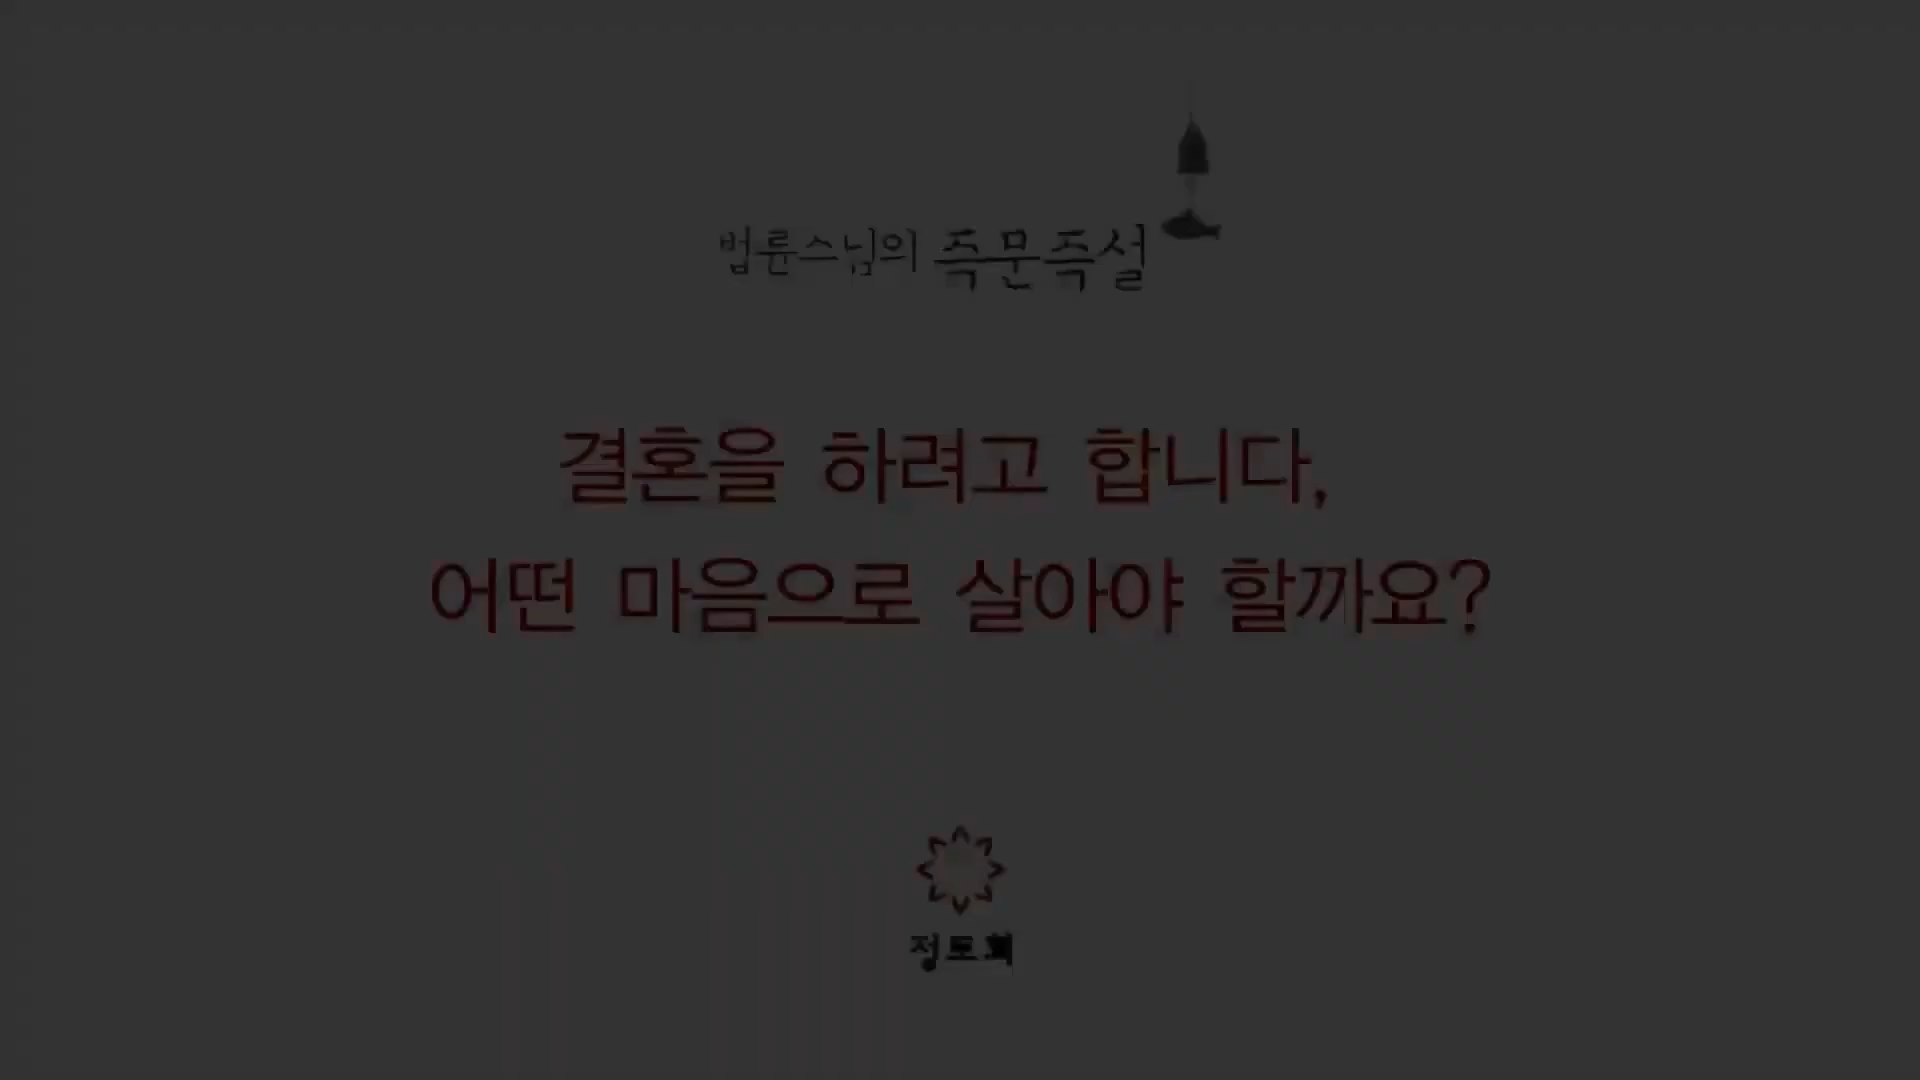 법륜스님의 즉문즉설
결혼을 하려고 합니다,
어떤 마음으로 살아야 할까요?
정토회